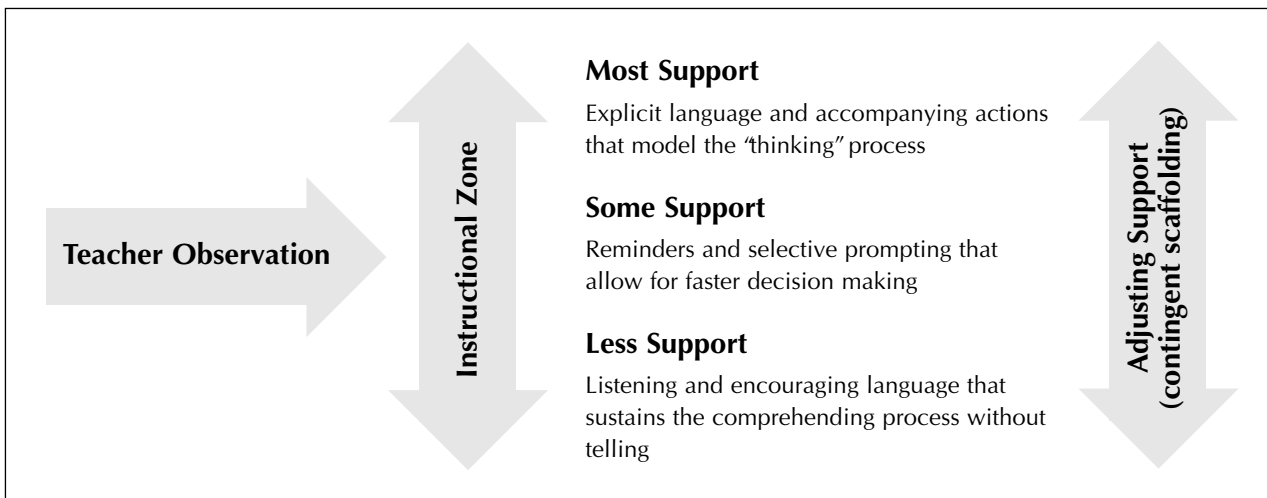 Teacher Observation
Instructional Zone
Most Support
Explicit language and accompanying actions
that model the “thinking” process
Some Support
Reminders and selective prompting that
allow for faster decision making
Less Support
Listening and encouraging language that
sustains the comprehending process without
telling
Adjusting Support
(contingent scaffolding)